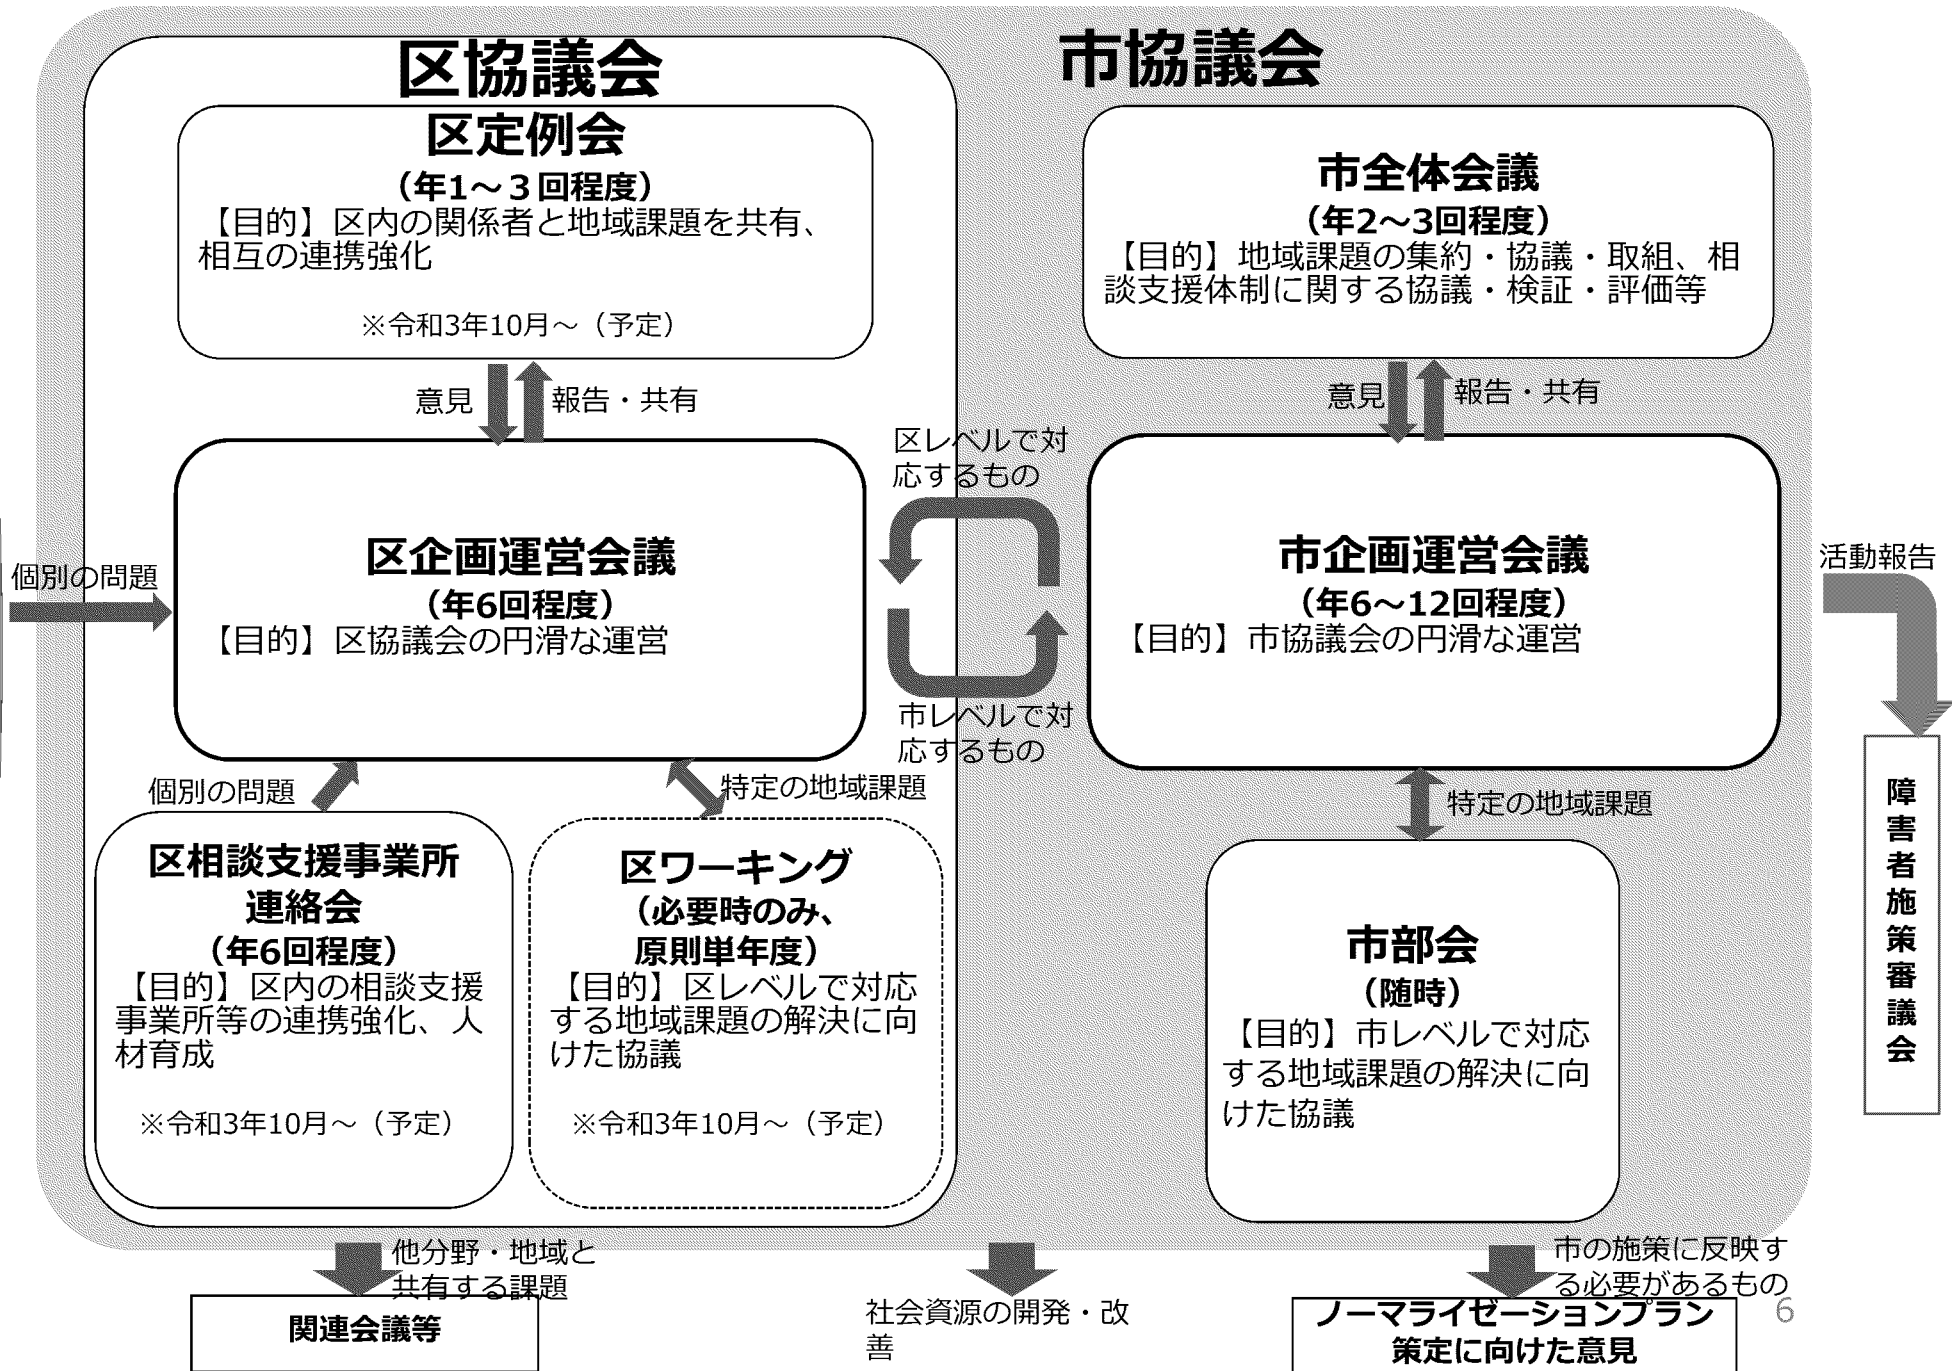 区協議会
区定例会
（年1～３回程度）
【目的】区内の関係者と地域課題を共有、
相互の連携強化
※令和3年10月～（予定）
意見
報告・共有
区企画運営会議
（年6回程度）
【目的】区協議会の円滑な運営
個別の問題
個別の問題
特定の地域課題
区相談支援事業所
連絡会
（年6回程度）
【目的】区内の相談支援
事業所等の連携強化、人
材育成
※令和3年10月～（予定）
区ワーキング
（必要時のみ、
原則単年度）
【目的】区レベルで対応
する地域課題の解決に向
けた協議
※令和3年10月～（予定）
区レベルで対
応するもの
市レベルで対
応するもの
市協議会
市全体会議
（年2～3回程度）
【目的】地域課題の集約・協議・取組、相
談支援体制に関する協議・検証・評価等
意見
報告・共有
市企画運営会議
（年6～12回程度）
【目的】市協議会の円滑な運営
特定の地域課題
市部会
（随時）
【目的】市レベルで対応
する地域課題の解決に向
けた協議
活動報告
障害者施策審議会
他分野・地域と
共有する課題
関連会議等
社会資源の開発・改
善
市の施策に反映す
る必要があるもの
ノーマライゼーションプラン
策定に向けた意見
6